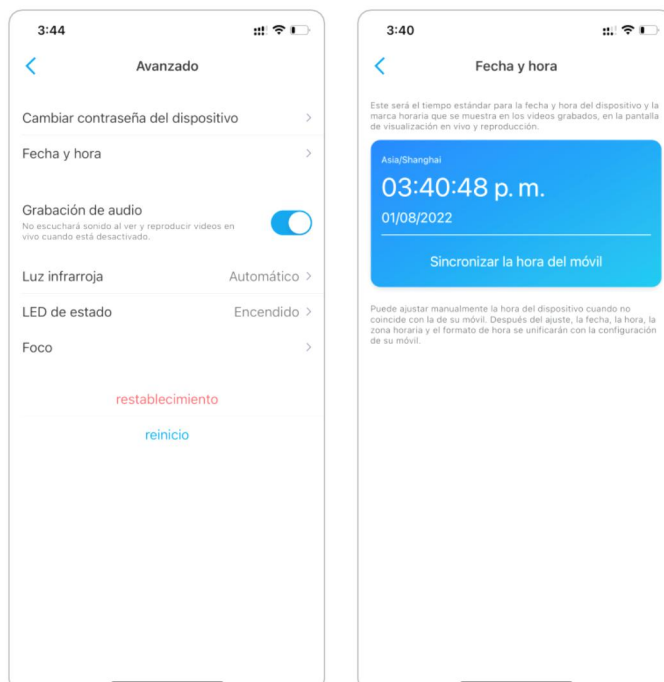 3:44
Avanzado
Cambiar contraseña del dispositivo
Fecha y hora
Grabación de audio
No escuchará sonido al ver y reproducir videos en
vivo cuando está desactivado.
Luz infrarroja Automático
LED de estado Encendido
Foco
restablecimiento
reinicio
3:40
Fecha y hora
Este será el tiempo estándar para la fecha y hora del dispositivo y la
marca horaria que se muestra en los videos grabados, en la pantalla
de visualización en vivo y reproducción.
Asia/Shanghai
03:40:48 p. m.
01/08/2022
Sincronizar la hora del móvil
Puede ajustar manualmente la hora del dispositivo cuando no
coincide con la de su móvil. Después del ajuste, la fecha, la hora, la
zona horaria y el formato de hora se unificarán con la configuración
de su móvil.